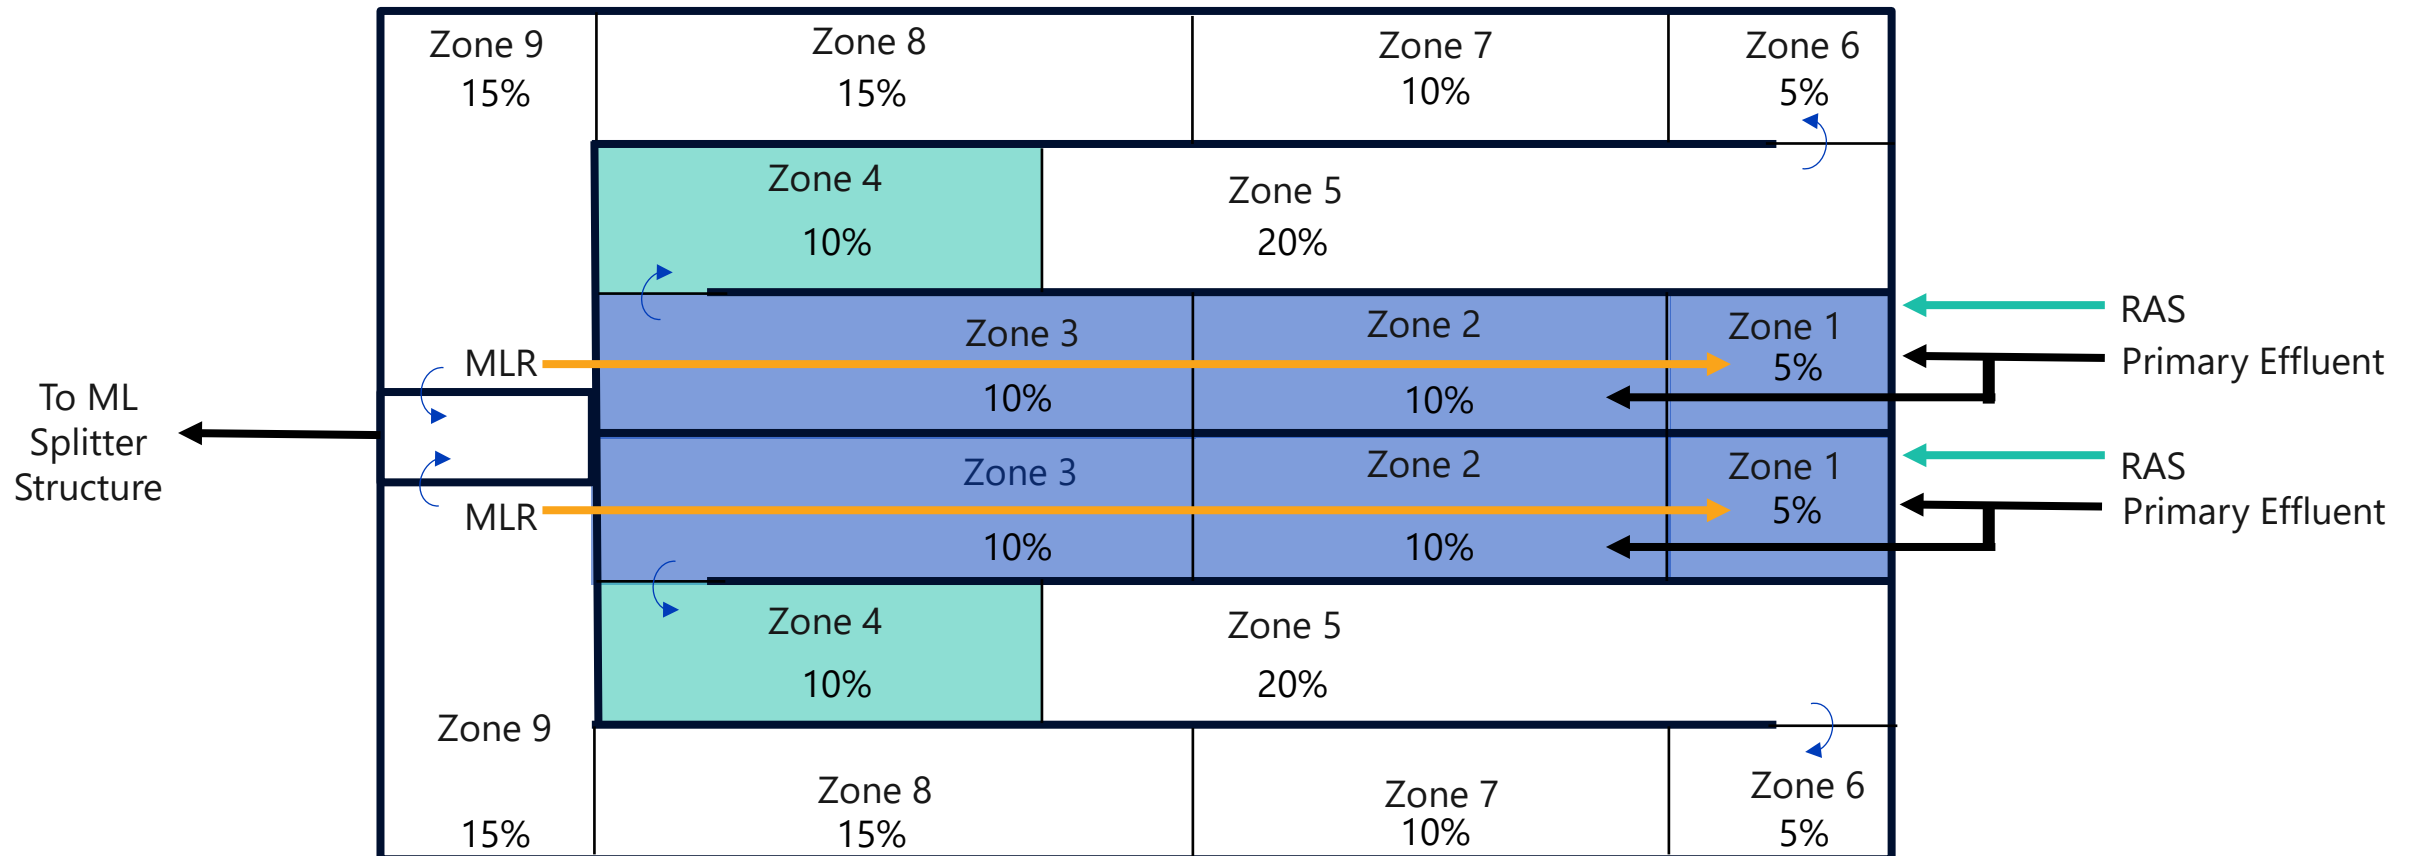 Zone 9
15%
Zone 8
15%
Zone 7
10%
Zone 6
5%
Zone 4
10%
Zone 5
20%
Zone 3
10%
Zone 2
10%
Zone 1
5%
MLR
RAS
Primary Effluent
To ML
Splitter
Structure
Zone 3
10%
Zone 2
10%
Zone 1
5%
MLR
RAS
Primary Effluent
Zone 4
10%
Zone 5
20%
Zone 9
15%
Zone 8
15%
Zone 7
10%
Zone 6
5%